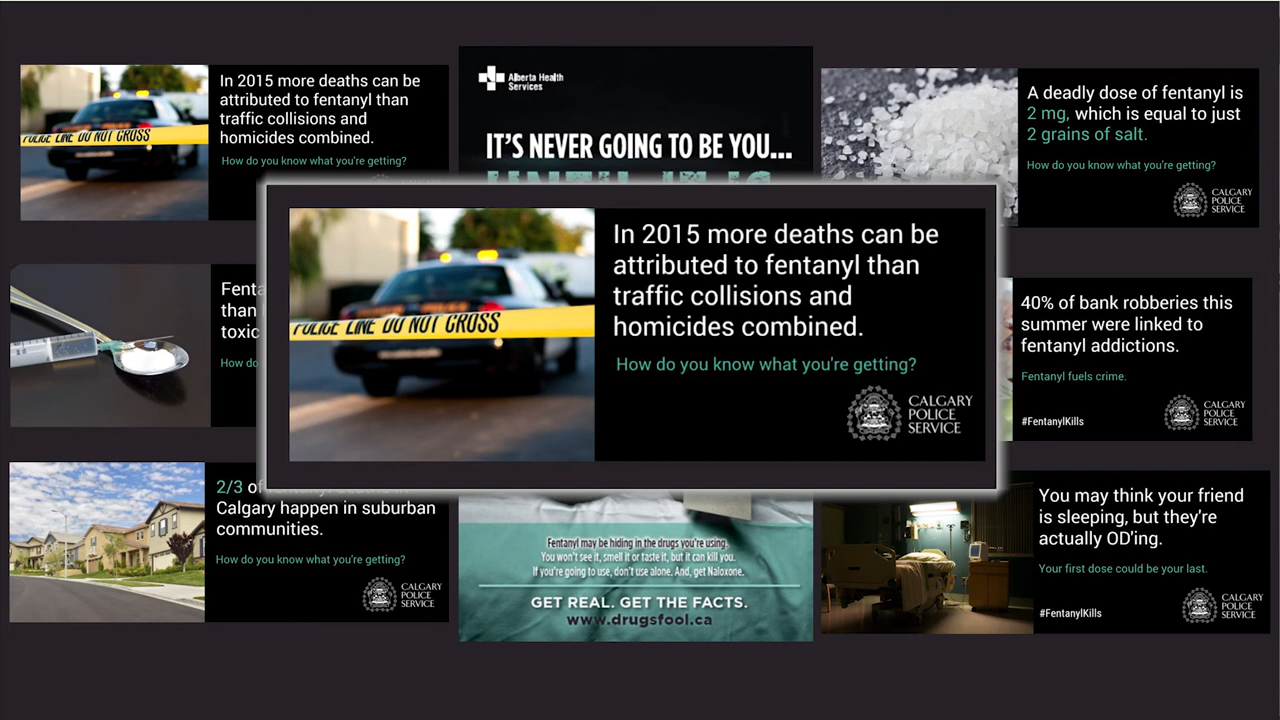 In 2015 more deaths can be
attributed to fentanyl than
traffic collisions and
homicides combined.
How do you know what you're getting?
POLICE LINE DO NOT CROSS
Alberta Health
Services
IT'S NEVER GOING TO BE YOU...
A deadly dose of fentanyl is
2 mg, which is equal to just
2 grains of salt.
How do you know what you're getting?
CALGARY
POLICE
SERVICE
In 2015 more deaths can be
attributed to fentanyl than
traffic collisions and
homicides combined.
How do you know what you're getting?
POLICE LINE DO NOT CROSS
CALGARY
POLICE
SERVICE
than
toxic
How do
40% of bank robberies this
summer were linked to
fentanyl addictions.
Fentanyl fuels crime.
#FentanylKills
CALGARY
POLICE
SERVICE
2/3 of
Calgary happen in suburban
communities.
How do you know what you're getting?
CALGARY
POLICE
SERVICE
Fentanyl may be hiding in the drugs you're using.
You won't see it, smell it or taste it, but it can kill you.
If you're going to use, don't use alone. And, get Naloxone.
GET REAL. GET THE FACTS.
www.drugsfool.ca
You may think your friend
is sleeping, but they're
actually OD'ing.
Your first dose could be your last.
#FentanylKills
CALGARY
POLICE
SERVICE